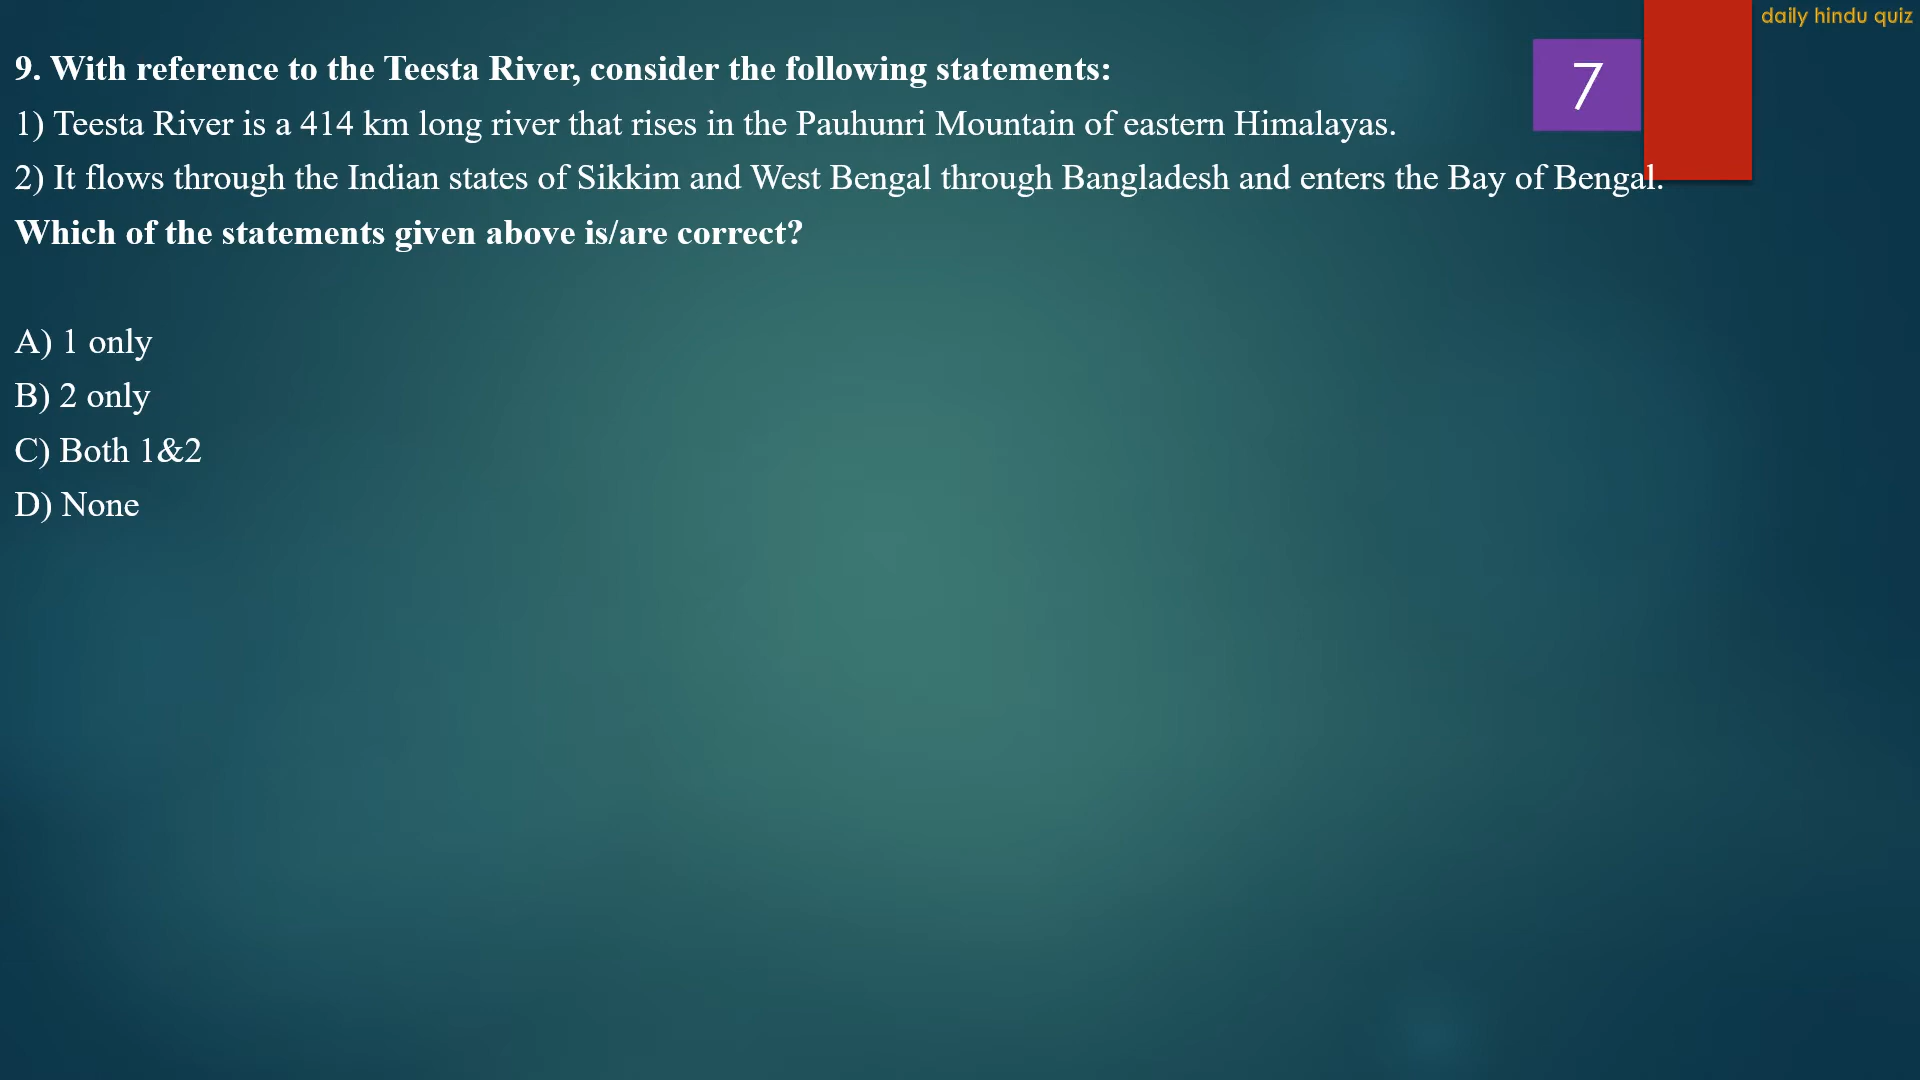 daily hindu quiz
9. With reference to the Teesta River, consider the following statements:
7
1) Teesta River is a 414 km long river that rises in the Pauhunri Mountain of eastern Himalayas.
2) It flows through the Indian states of Sikkim and West Bengal through Bangladesh and enters the Bay of Bengal.
Which of the statements given above is/are correct?
A) 1 only
B) 2 only
C) Both 1&2
D) None